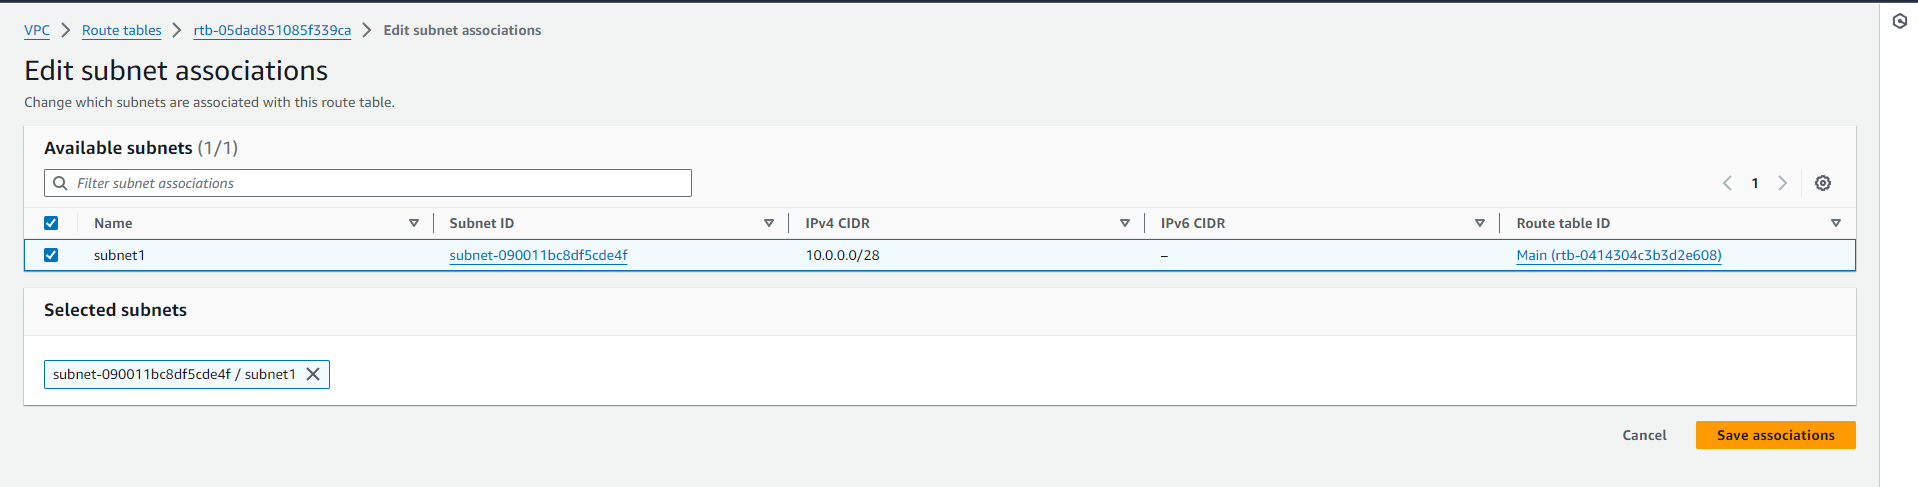 VPC > Route tables > rtb-05dad851085f339ca > Edit subnet associations
Edit subnet associations
Change which subnets are associated with this route table.
Available subnets (1/1)
Filter subnet associations
1
Name Subnet ID IPv4 CIDR IPv6 CIDR Route table ID
subnet1 subnet-090011bc8df5cde4f 10.0.0.0/28 – Main (rtb-0414304c3b3d2e608)
Selected subnets
subnet-090011bc8df5cde4f / subnet1
Cancel Save associations